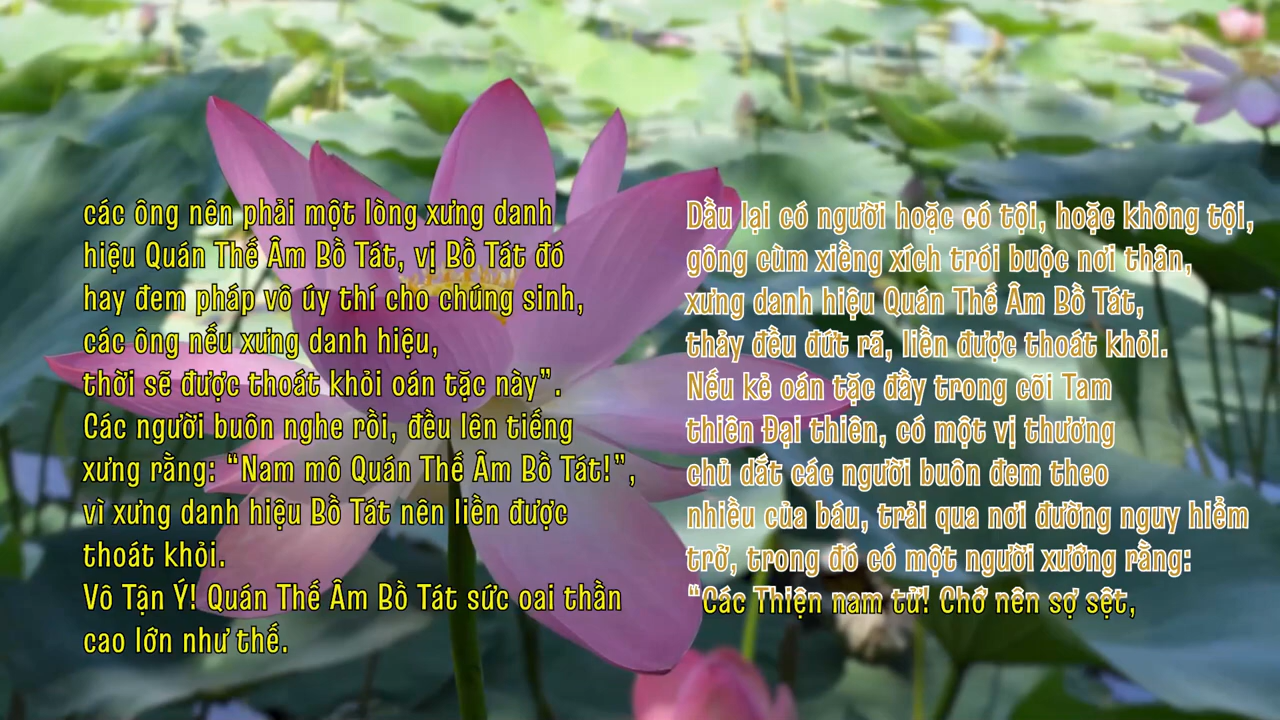 các ông nên phải một lòng xưng danh
hiệu Quán Thế Âm Bồ Tát, vị Bồ Tát đó
hay đem pháp vô úy thí cho chúng sinh,
các ông nếu xưng danh hiệu,
thời sẽ được thoát khỏi oán tặc này”.
Các người buôn nghe rồi, đều lên tiếng
xưng rằng: “Nam mô Quán Thế Âm Bồ Tát!”,
vì xưng danh hiệu Bồ Tát nên liền được
thoát khỏi.
Vô Tận Ý! Quán Thế Âm Bồ Tát sức oai thần
cao lớn như thế.
Dầu lại có người hoặc có tội, hoặc không tội,
gông cùm xiềng xích trói buộc nơi thân,
xưng danh hiệu Quán Thế Âm Bồ Tát,
thảy đều đứt rã, liền được thoát khỏi.
Nếu kẻ oán tặc đầy trong cõi Tam
thiên Đại thiên, có một vị thương
chủ dắt các người buôn đem theo
nhiều của báu, trải qua nơi đường nguy hiểm
trở, trong đó có một người xướng rằng:
“Các Thiện nam tử! Chớ nên sợ sệt,